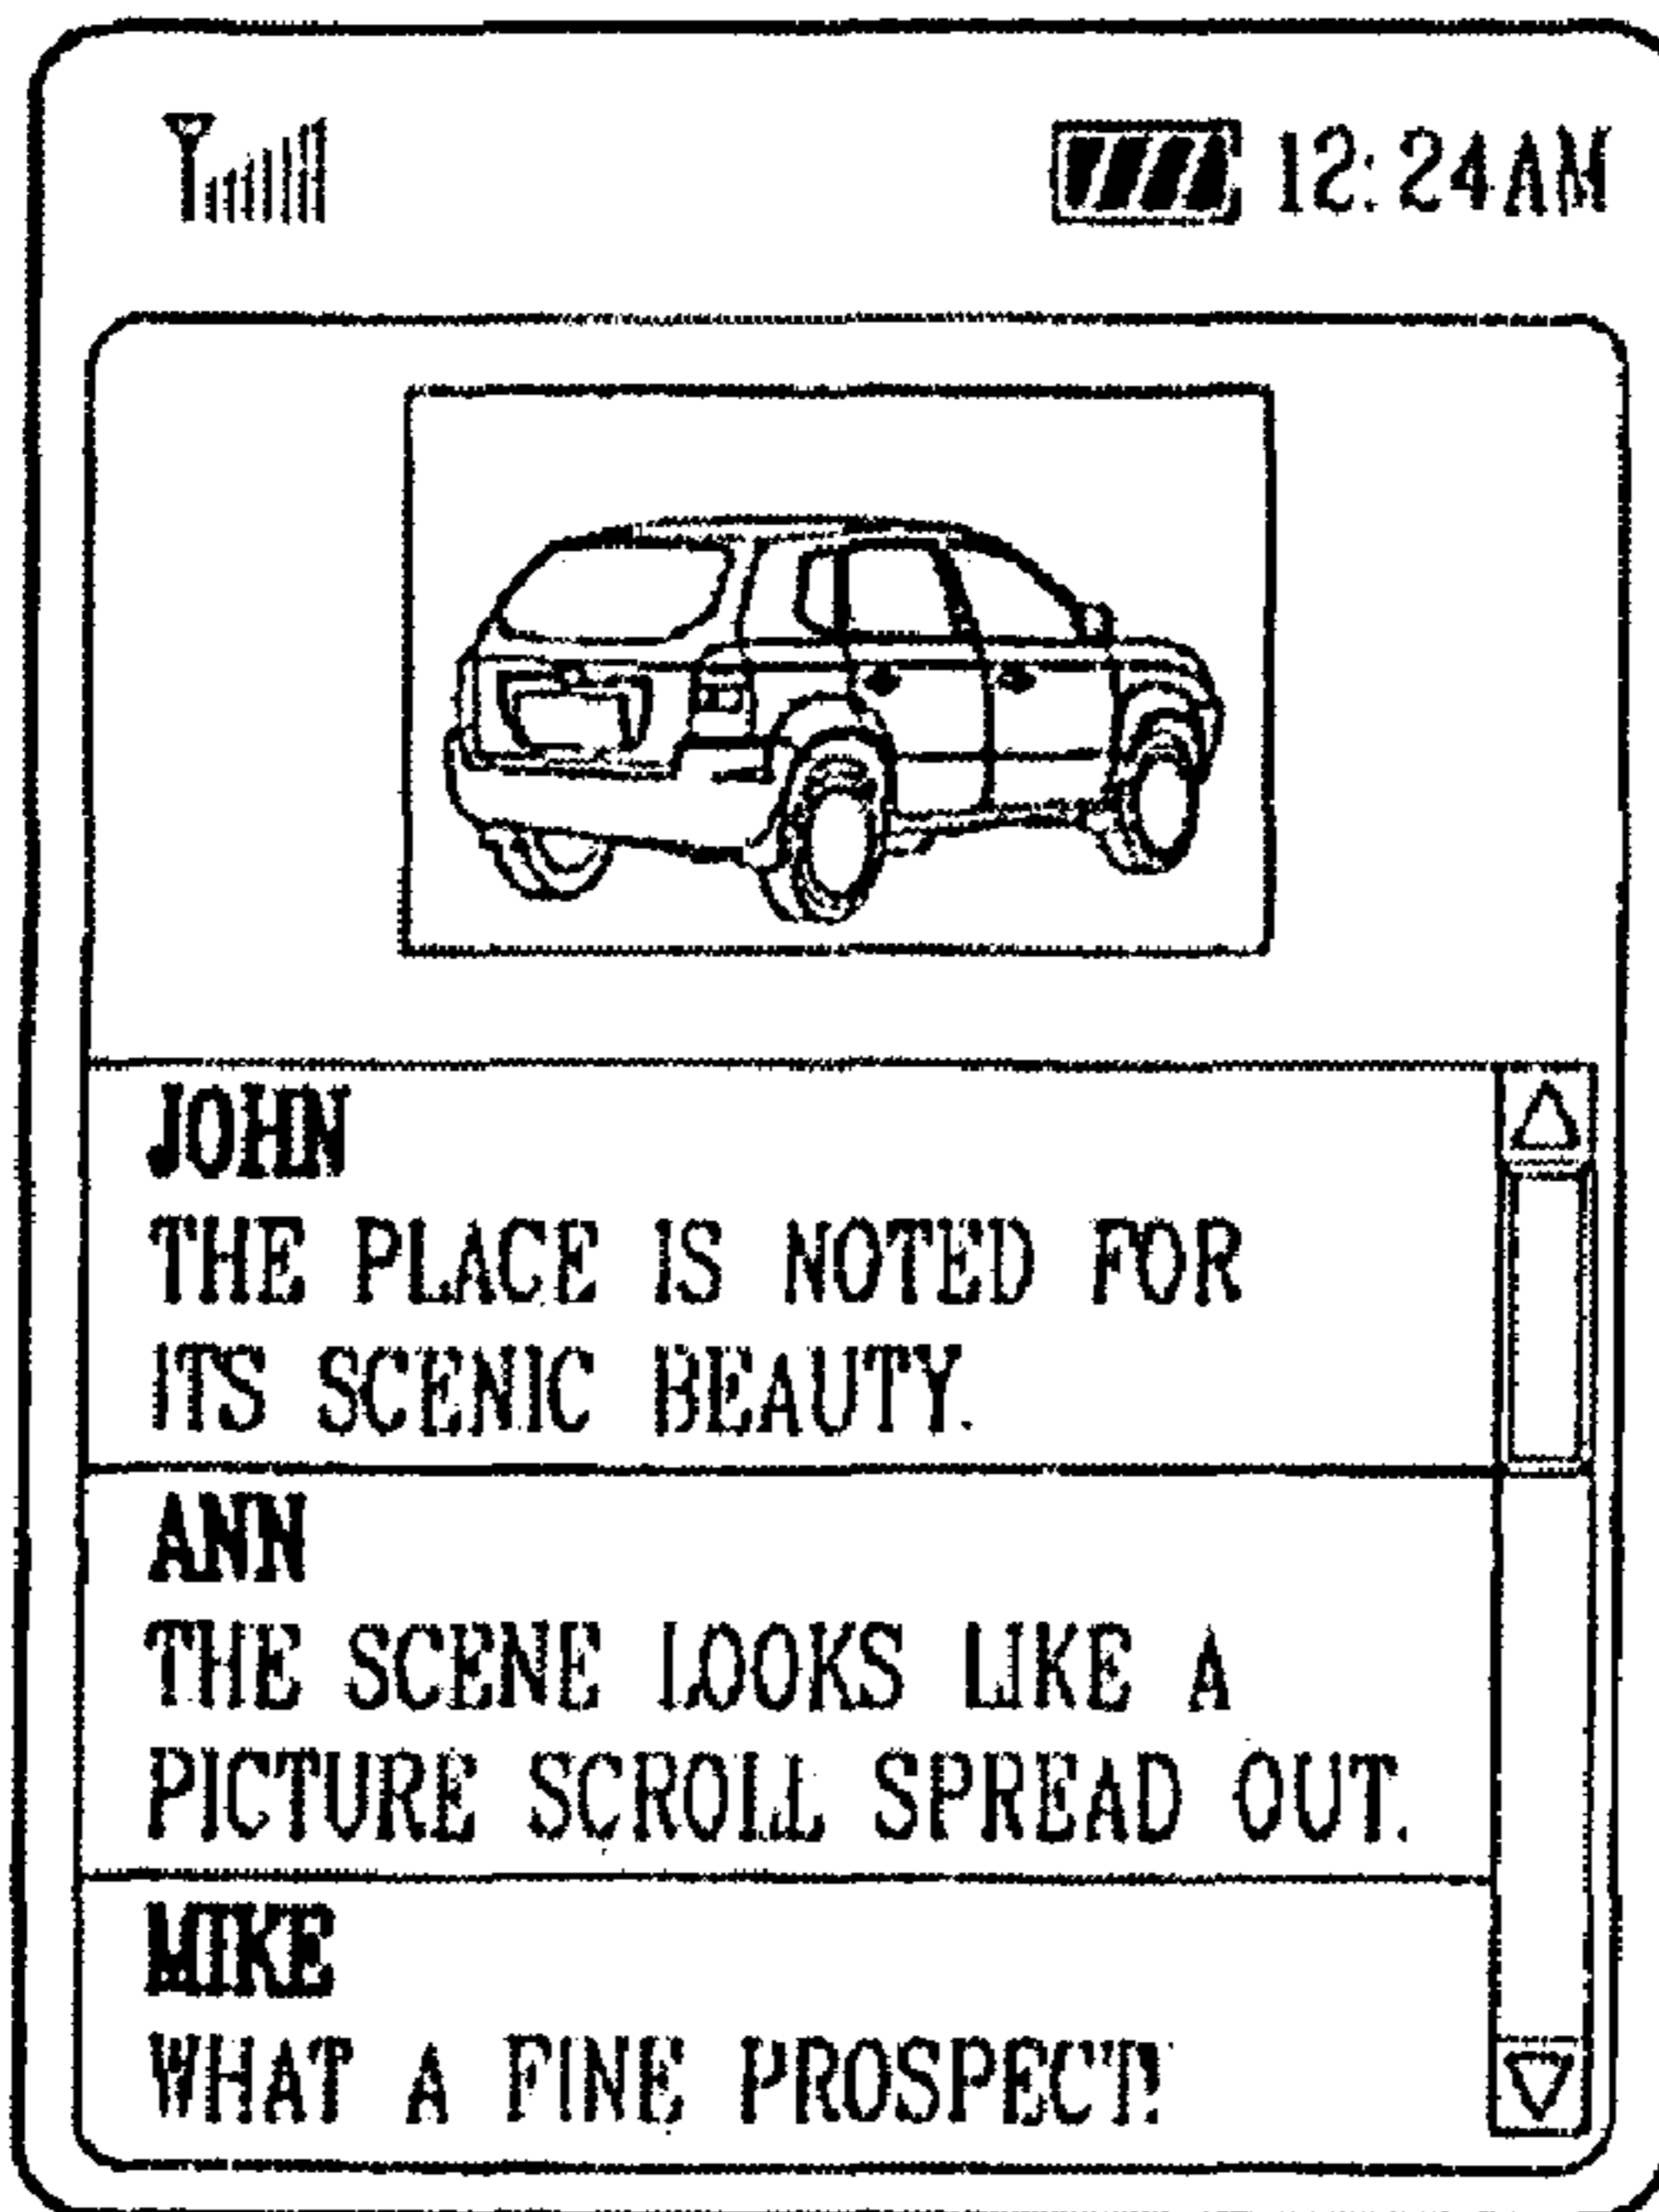 12:24AM
JOHN
THE PLACE IS NOTED FOR
ITS SCENIC BEAUTY.
ANN
THE SCENE LOOKS LIKE A
PICTURE SCROLL SPREAD OUT.
MIKE
WHAT A FINE PROSPECT!